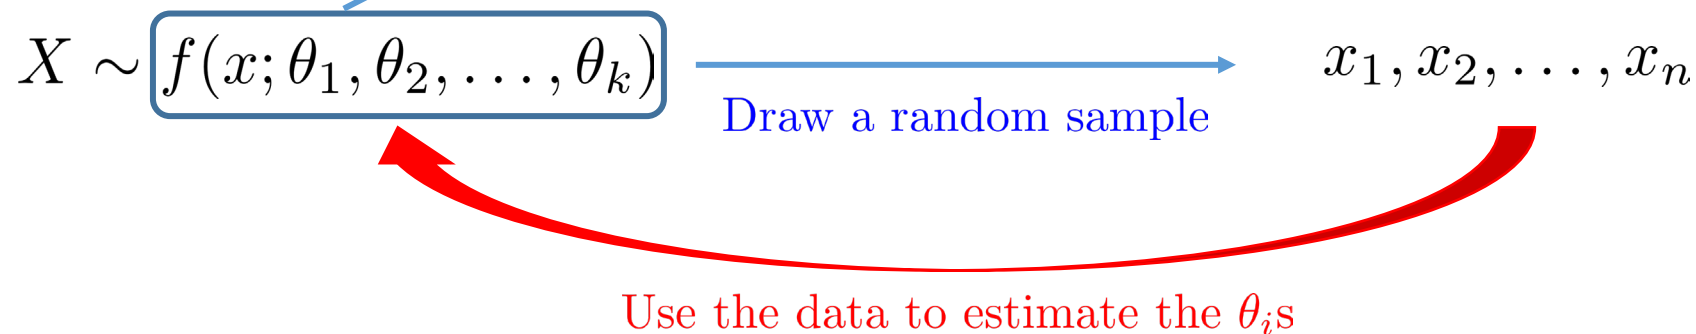 X ∼ f(x; θ₁, θ₂, . . . , θₖ) x₁, x₂, . . . , xₙ
Draw a random sample
Use the data to estimate the θᵢs